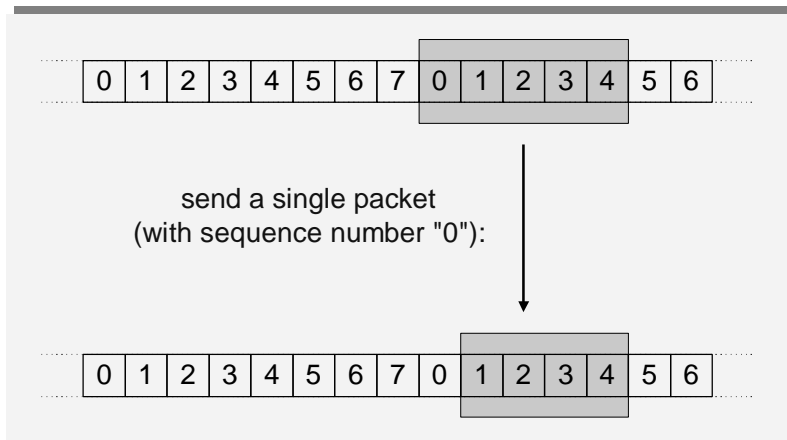 0 1 2 3 4 5 6 7 0 1 2 3 4 5 6
send a single packet
(with sequence number "0"):
0 1 2 3 4 5 6 7 0 1 2 3 4 5 6